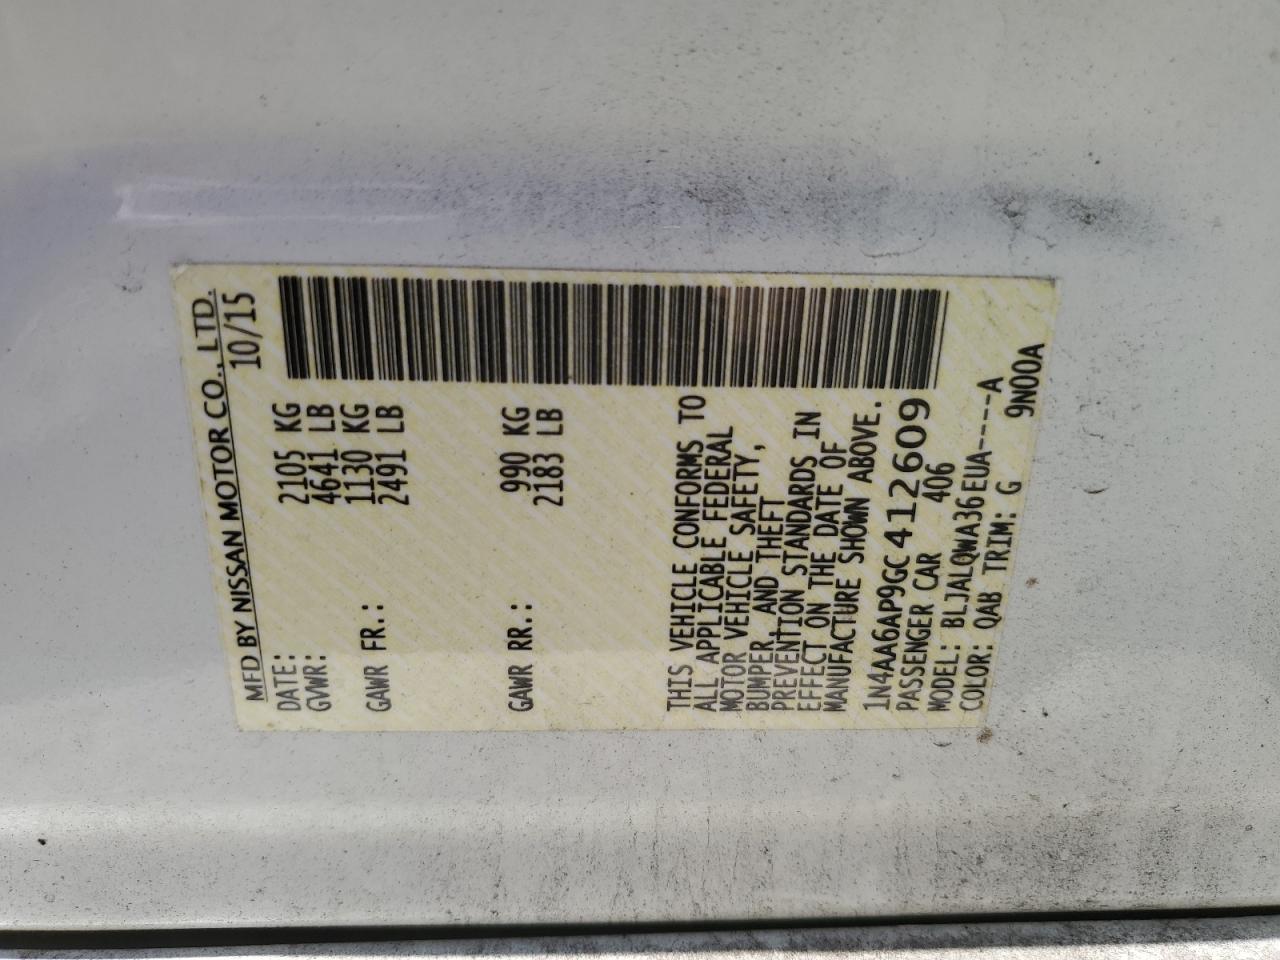 MFD BY NISSAN MOTOR CO., LTD.
DATE: 10/15
GVWR: 2105 KG
4641 LB
GAWR FR.: 1130 KG
2491 LB
GAWR RR.: 990 KG
2183 LB
THIS VEHICLE CONFORMS TO
ALL APPLICABLE FEDERAL
MOTOR VEHICLE SAFETY,
BUMPER, AND THEFT
PREVENTION STANDARDS IN
EFFECT ON THE DATE OF
MANUFACTURE SHOWN ABOVE.
1N4AA6AP9GC412609
PASSENGER CAR 406
MODEL: BLJALQWA36EUA-----A
COLOR: QAB TRIM: G 9N00A